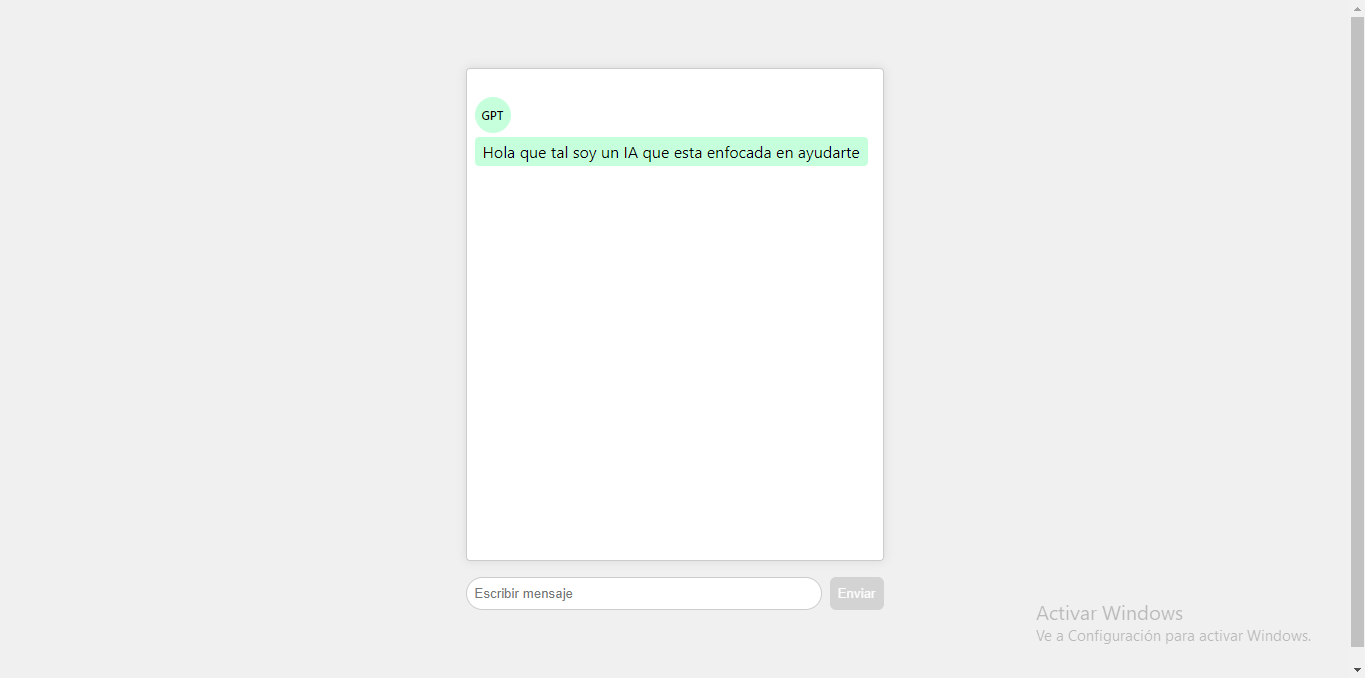 GPT
Hola que tal soy un IA que esta enfocada en ayudarte
Escribir mensaje
Enviar
Activar Windows
Ve a Configuración para activar Windows.